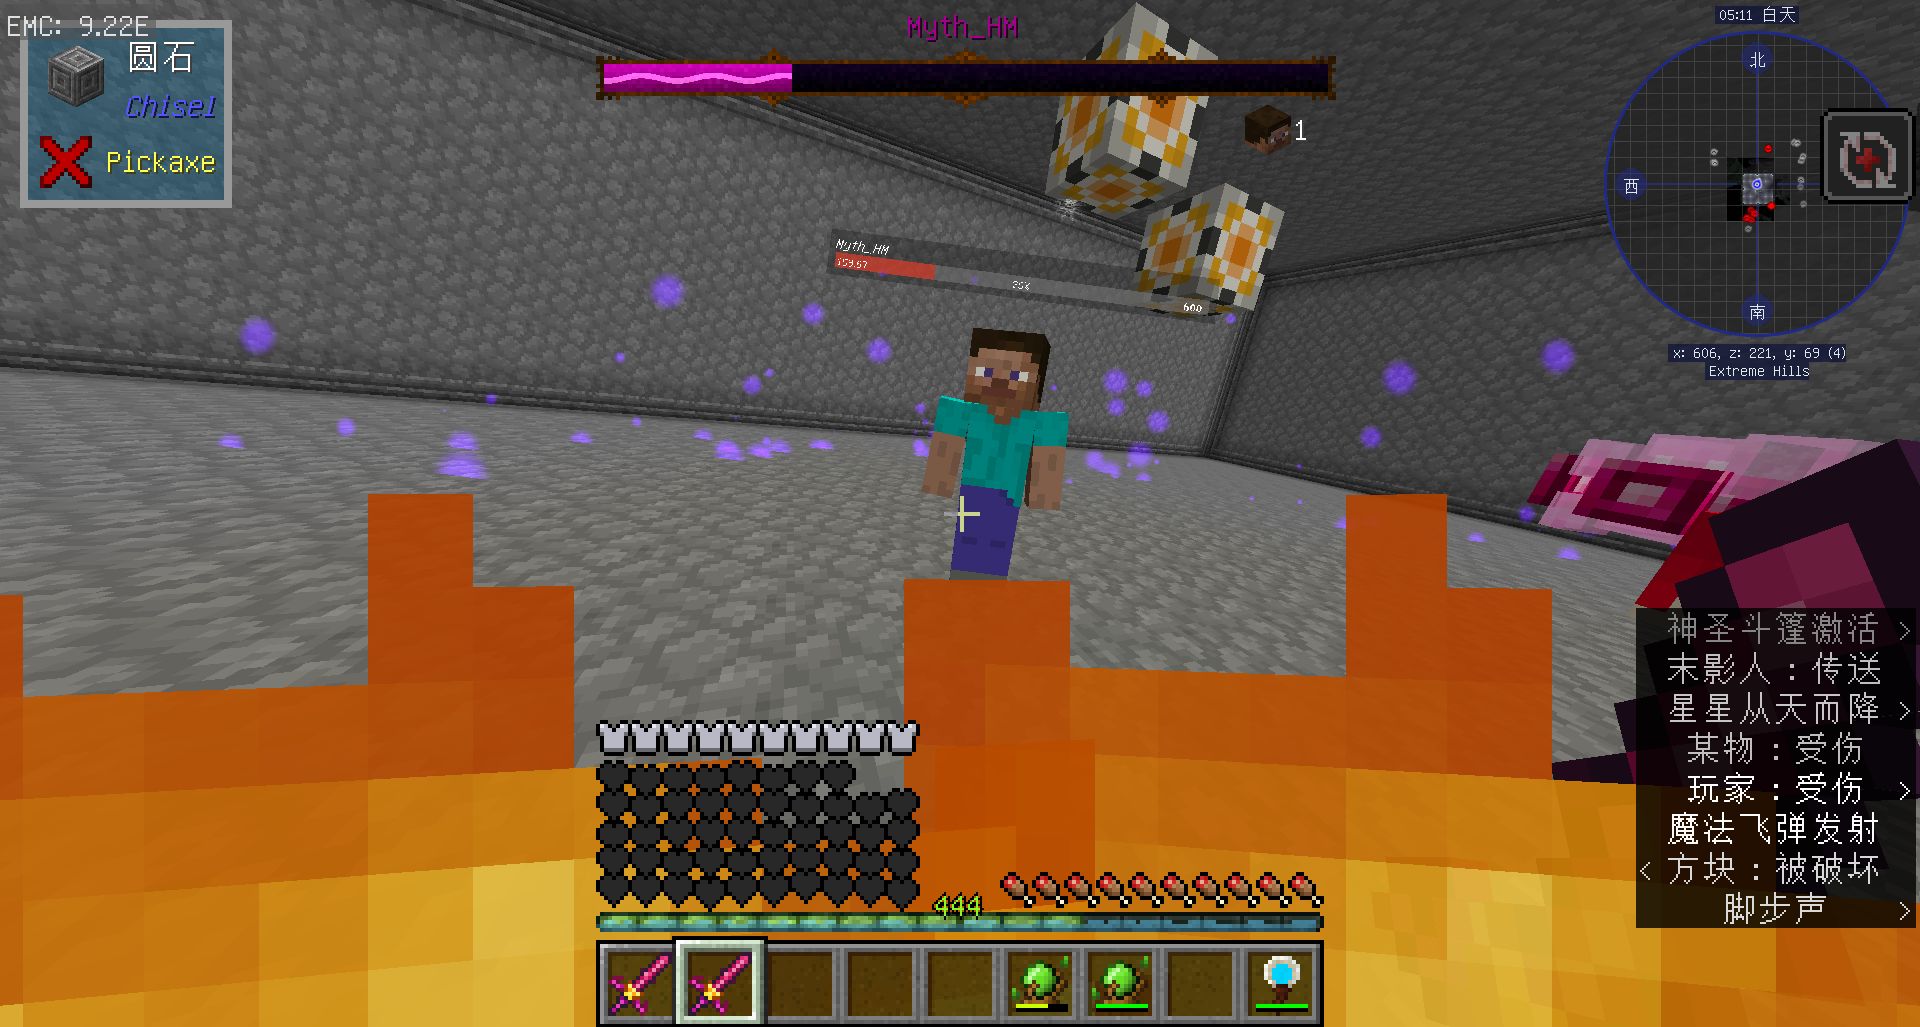 EMC: 9.22E
圆石
Chisel
Pickaxe
Myth_HM
1
05:11 白天
北
西
南
x: 606, z: 221, y: 69 (4)
Extreme Hills
Myth_HM
159.57
600
神圣斗篷激活 >
末影人：传送
星星从天而降 >
某物：受伤
玩家：受伤 >
魔法飞弹发射
< 方块：被破坏
脚步声 >
444